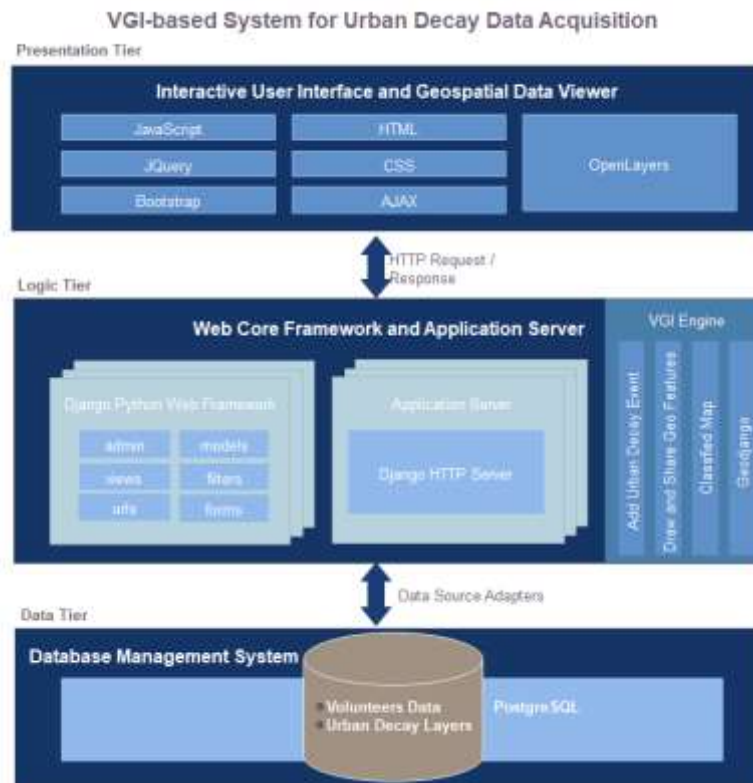 VGI-based System for Urban Decay Data Acquisition
Presentation Tier
Interactive User Interface and Geospatial Data Viewer
JavaScript
HTML
JQuery
CSS
Bootstrap
AJAX
OpenLayers
HTTP Request /
Response
Logic Tier
Web Core Framework and Application Server
Django Python Web Framework
admin
models
views
filters
urls
forms
Application Server
Django HTTP Server
VGI Engine
Add Urban Decay Event
Draw and Share Geo Features
Classified Map
Geodjango
Data Source Adapters
Data Tier
Database Management System
Volunteers Data
Urban Decay Layers
PostgreSQL